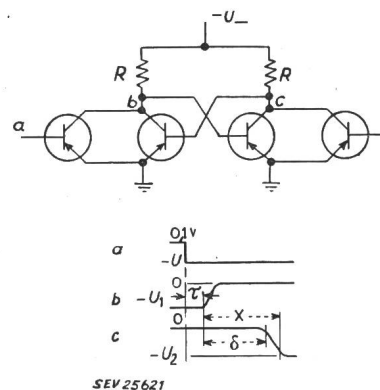 -U_
R R
b c
a
0,1V
a -U
0
b -U₁ τ
X
0
c δ
-U₂
SEV 25621